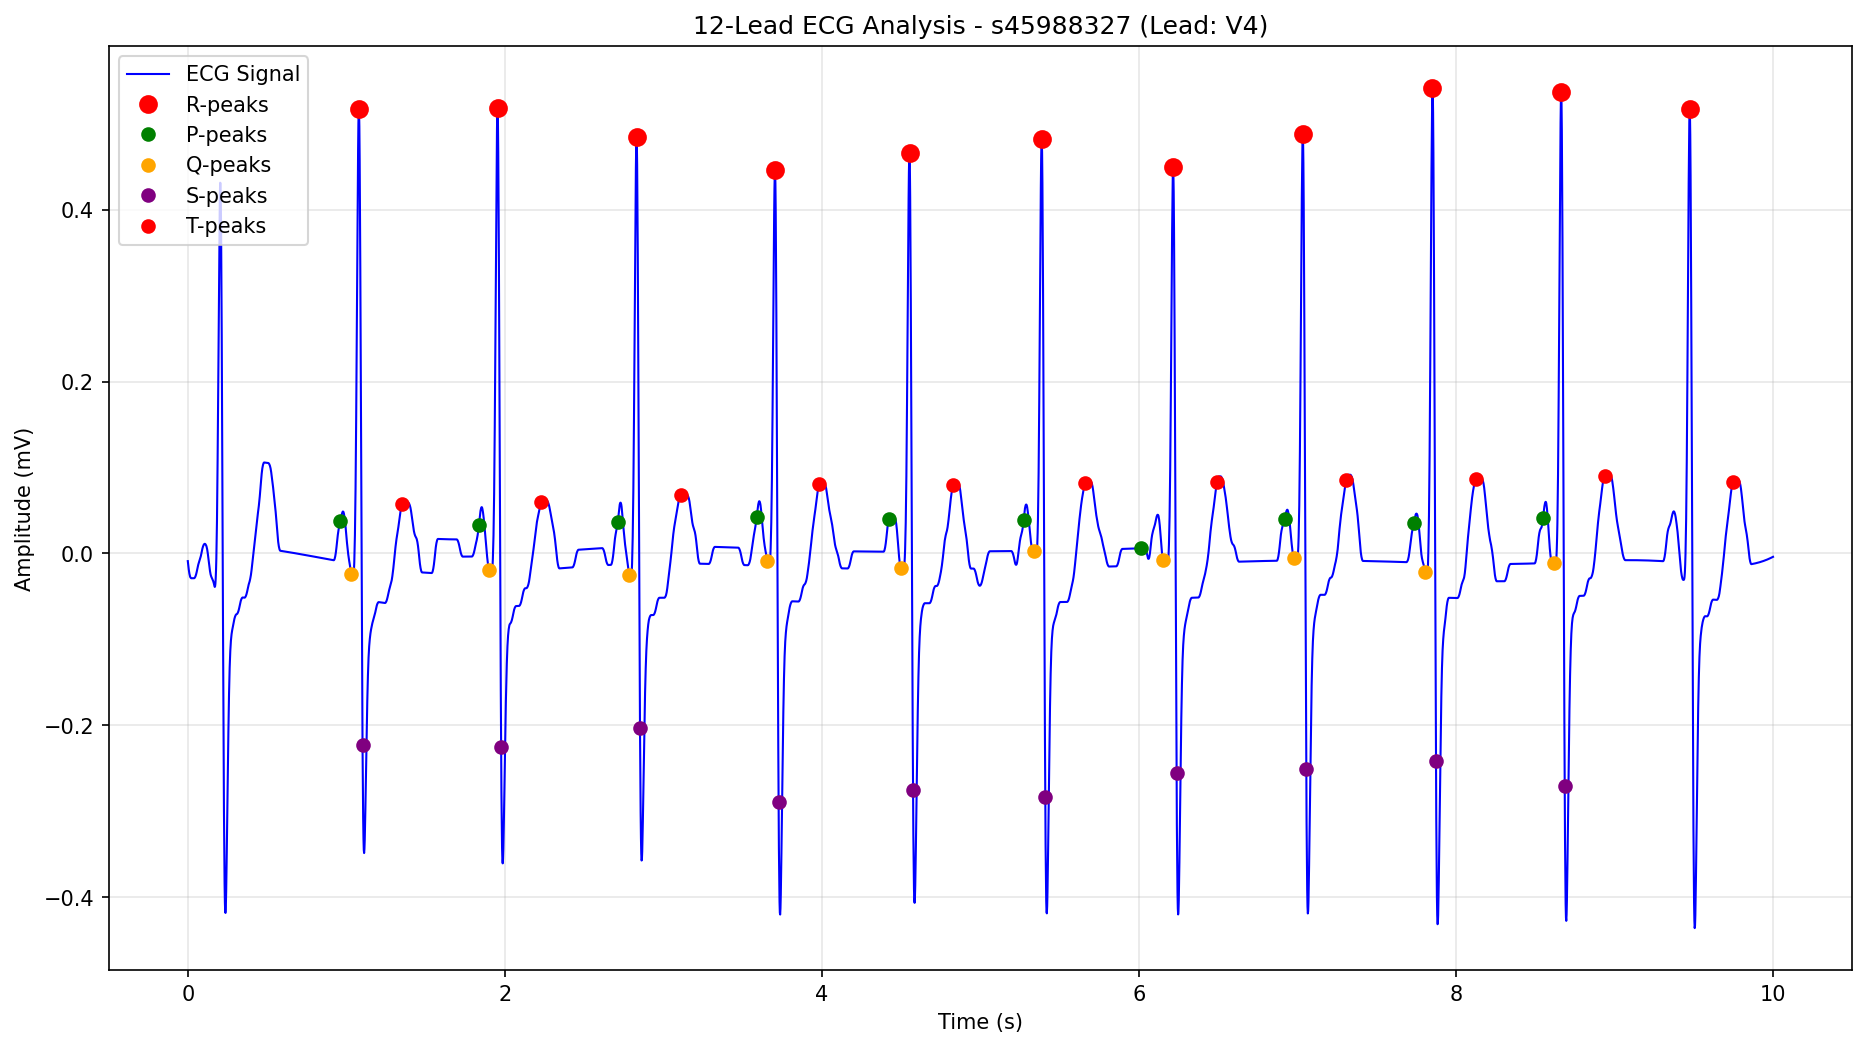 12-Lead ECG Analysis - s45988327 (Lead: V4)
ECG Signal
R-peaks
P-peaks
Q-peaks
S-peaks
T-peaks
Amplitude (mV)
0.4
0.2
0.0
−0.2
−0.4
0 2 4 6 8 10
Time (s)